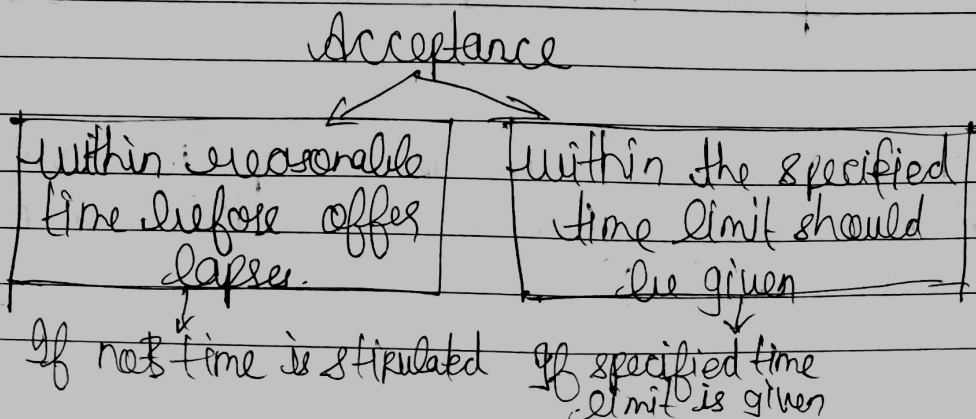 Acceptance
within reasonable
time before offer
lapses.
within the specified
time limit should
be given
If not time is stipulated
If specified time
limit is given